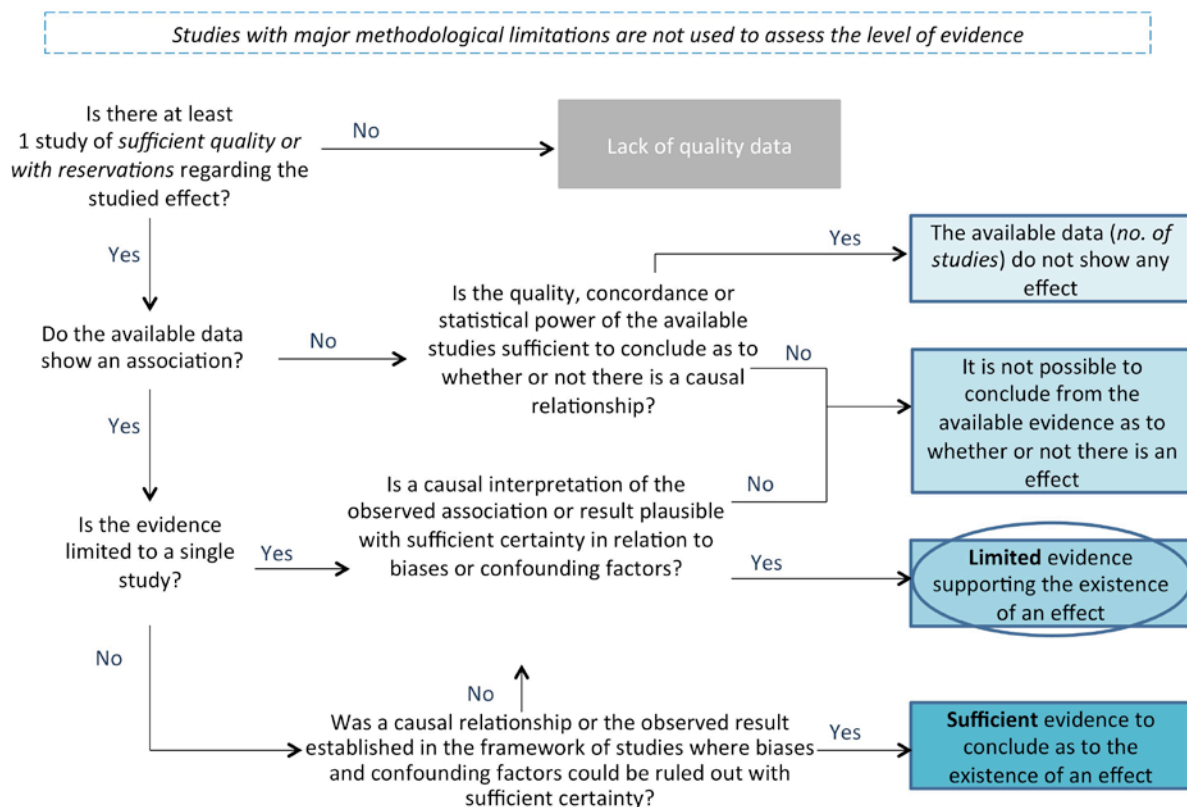 Studies with major methodological limitations are not used to assess the level of evidence
Is there at least
1 study of sufficient quality or
with reservations regarding the
studied effect?
No
Lack of quality data
Yes
Yes
The available data (no. of
studies) do not show any
effect
Do the available data
show an association?
No
Is the quality, concordance or
statistical power of the available
studies sufficient to conclude as to
whether or not there is a causal
relationship?
No
It is not possible to
conclude from the
available evidence as to
whether or not there is an
effect
Yes
Is the evidence
limited to a single
study?
Yes
Is a causal interpretation of the
observed association or result plausible
with sufficient certainty in relation to
biases or confounding factors?
No
Yes
Limited evidence
supporting the existence
of an effect
No
No
Was a causal relationship or the observed result
established in the framework of studies where biases
and confounding factors could be ruled out with
sufficient certainty?
Yes
Sufficient evidence to
conclude as to the
existence of an effect